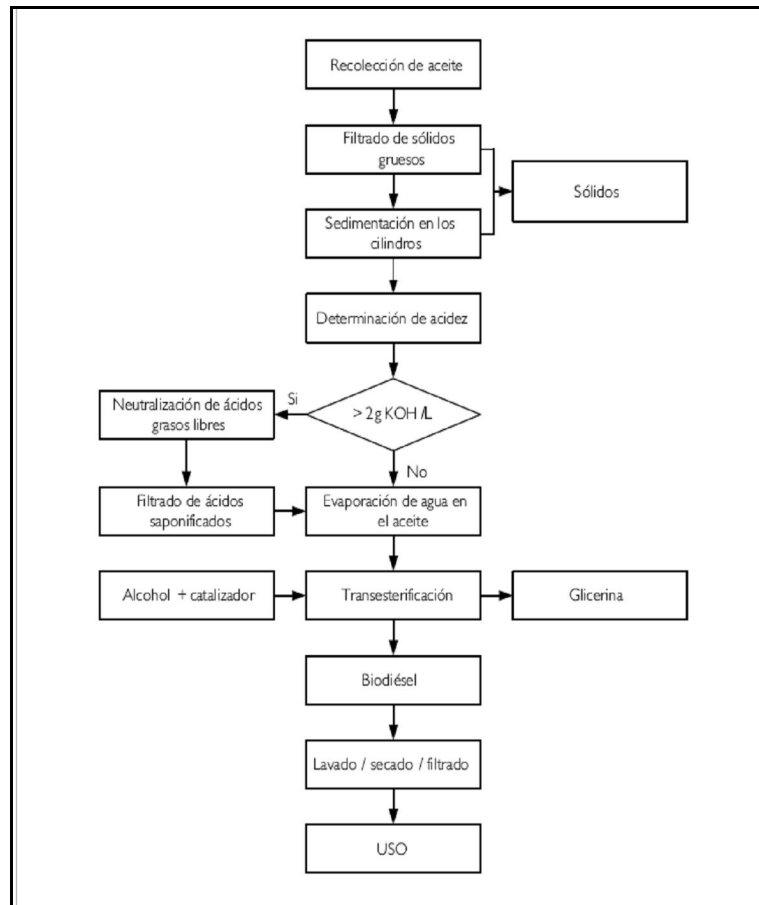 Recolección de aceite
Filtrado de sólidos
gruesos
Sólidos
Sedimentación en los
cilindros
Determinación de acidez
> 2g KOH /L
Si
Neutralización de ácidos
grasos libres
No
Filtrado de ácidos
saponificados
Evaporación de agua en
el aceite
Alcohol + catalizador
Transesterificación
Glicerina
Biodiésel
Lavado / secado / filtrado
USO